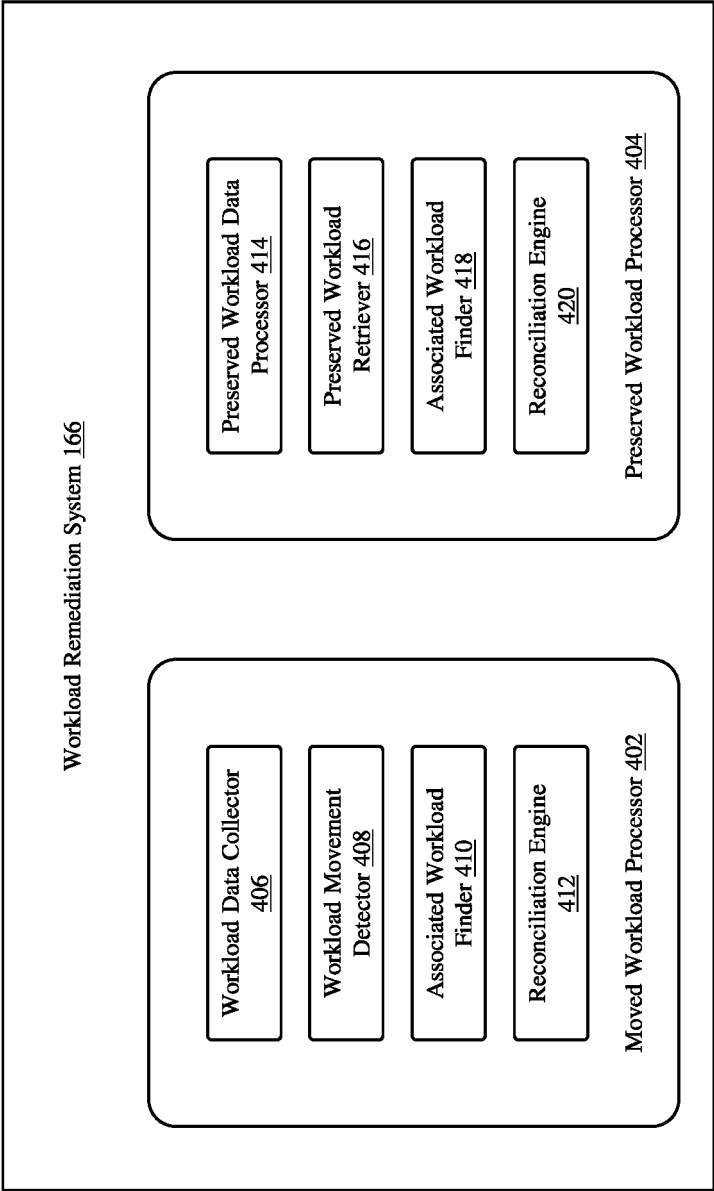 Workload Remediation System 166
Workload Data Collector
406
Workload Movement
Detector 408
Associated Workload
Finder 410
Reconciliation Engine
412
Moved Workload Processor 402
Preserved Workload Data
Processor 414
Preserved Workload
Retriever 416
Associated Workload
Finder 418
Reconciliation Engine
420
Preserved Workload Processor 404